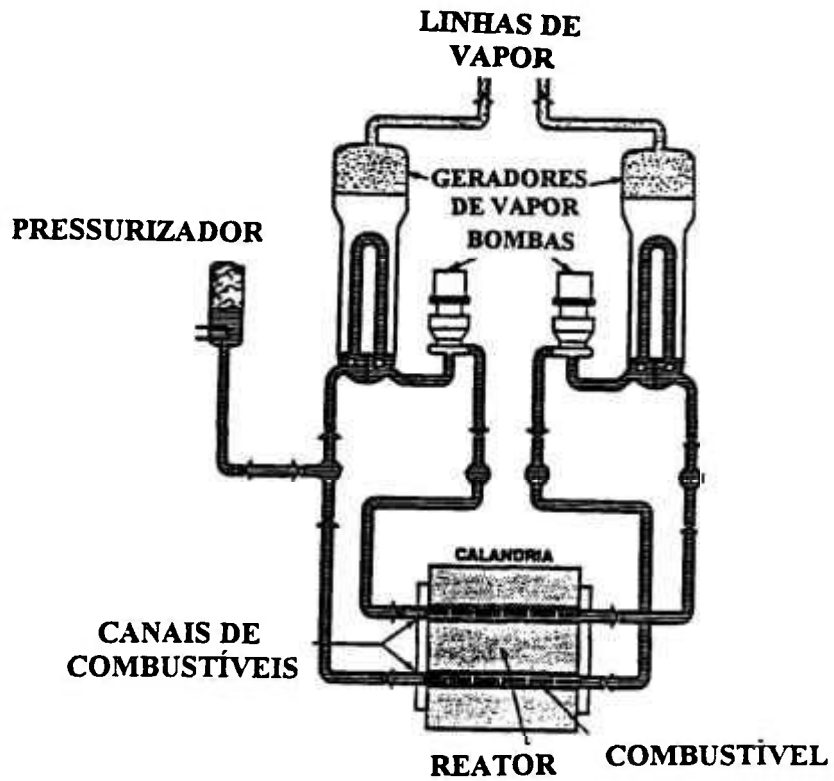 LINHAS DE
VAPOR
GERADORES
DE VAPOR
BOMBAS
PRESSURIZADOR
CALANDRIA
CANAIS DE
COMBUSTÍVEIS
REATOR
COMBUSTÍVEL